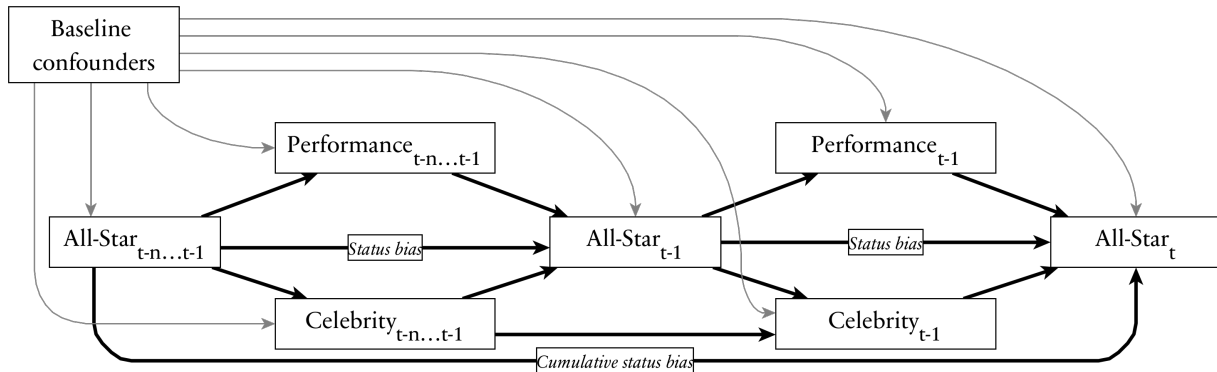 Baseline
confounders
Performance t-n…t-1
Performance t-1
All-Star t-n…t-1
Status bias
All-Star t-1
Status bias
All-Star t
Celebrity t-n…t-1
Celebrity t-1
Cumulative status bias